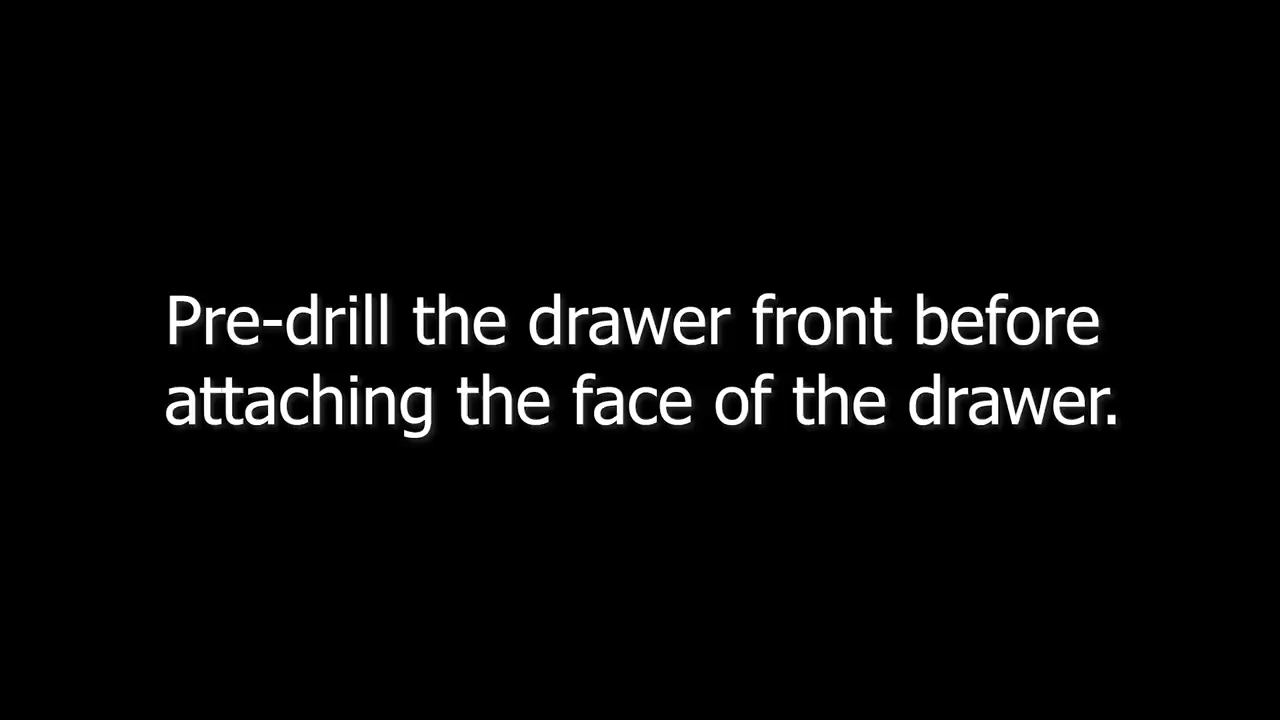 Pre-drill the drawer front before
attaching the face of the drawer.